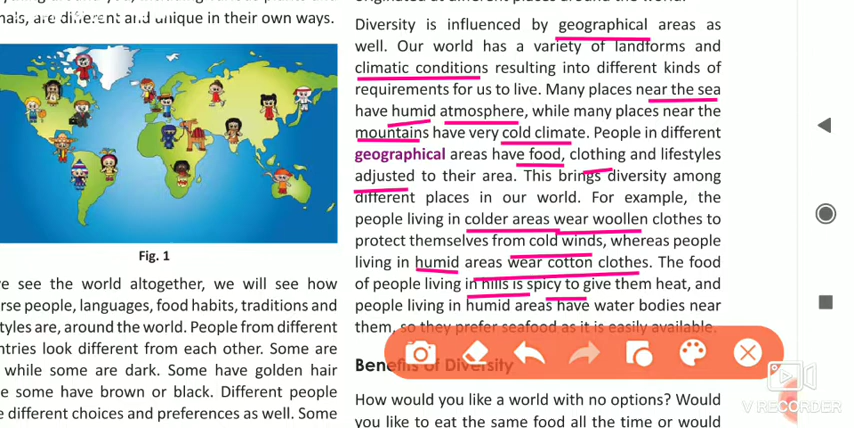 nals, are different and unique in their own ways.
Fig. 1
ve see the world altogether, we will see how
rse people, languages, food habits, traditions and
tyles are, around the world. People from different
ntries look different from each other. Some are
while some are dark. Some have golden hair
e some have brown or black. Different people
e different choices and preferences as well. Some
Diversity is influenced by geographical areas as
well. Our world has a variety of landforms and
climatic conditions resulting into different kinds of
requirements for us to live. Many places near the sea
have humid atmosphere, while many places near the
mountains have very cold climate. People in different
geographical areas have food, clothing and lifestyles
adjusted to their area. This brings diversity among
different places in our world. For example, the
people living in colder areas wear woollen clothes to
protect themselves from cold winds, whereas people
living in humid areas wear cotton clothes. The food
of people living in hills is spicy to give them heat, and
people living in humid areas have water bodies near
them, so they prefer seafood as it is easily available.
Benefits of Diversity
How would you like a world with no options? Would
you like to eat the same food all the time or would
V RECORDER